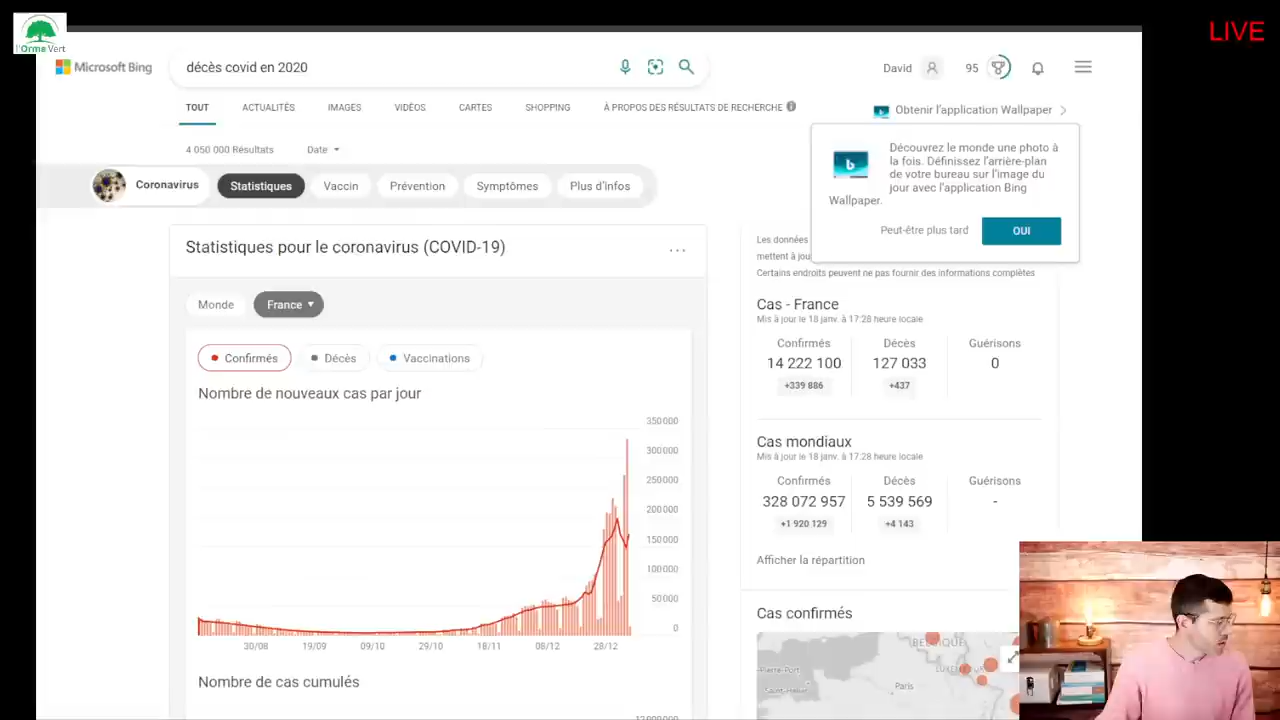 l'Orme Vert
LIVE
Microsoft Bing
décès covid en 2020
David
95
TOUT
ACTUALITÉS
IMAGES
VIDÉOS
CARTES
SHOPPING
À PROPOS DES RÉSULTATS DE RECHERCHE
Obtenir l'application Wallpaper
4 050 000 Résultats
Date
Découvrez le monde une photo à
la fois. Définissez l'arrière-plan
de votre bureau sur l'image du
jour avec l'application Bing
Wallpaper.
Peut-être plus tard
OUI
Coronavirus
Statistiques
Vaccin
Prévention
Symptômes
Plus d'infos
Statistiques pour le coronavirus (COVID-19)
Monde
France
Confirmés
Décès
Vaccinations
Nombre de nouveaux cas par jour
350 000
300 000
250 000
200 000
150 000
100 000
50 000
0
30/08
19/09
09/10
29/10
18/11
08/12
28/12
Nombre de cas cumulés
Les données
mettent à jou
Certains endroits peuvent ne pas fournir des informations complètes
Cas - France
Mis à jour le 18 janv. à 17:28 heure locale
Confirmés
Décès
Guérisons
14 222 100
127 033
0
+339 886
+437
Cas mondiaux
Mis à jour le 18 janv. à 17:28 heure locale
Confirmés
Décès
Guérisons
328 072 957
5 539 569
-
+1 920 129
+4 143
Afficher la répartition
Cas confirmés
BELGIQUE
LUXEM
-Pierre-Port
Saint-Hélier
Paris